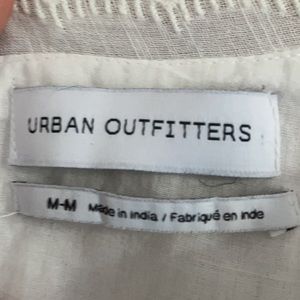 URBAN OUTFITTERS
M-M Made in India / Fabriqué en Inde